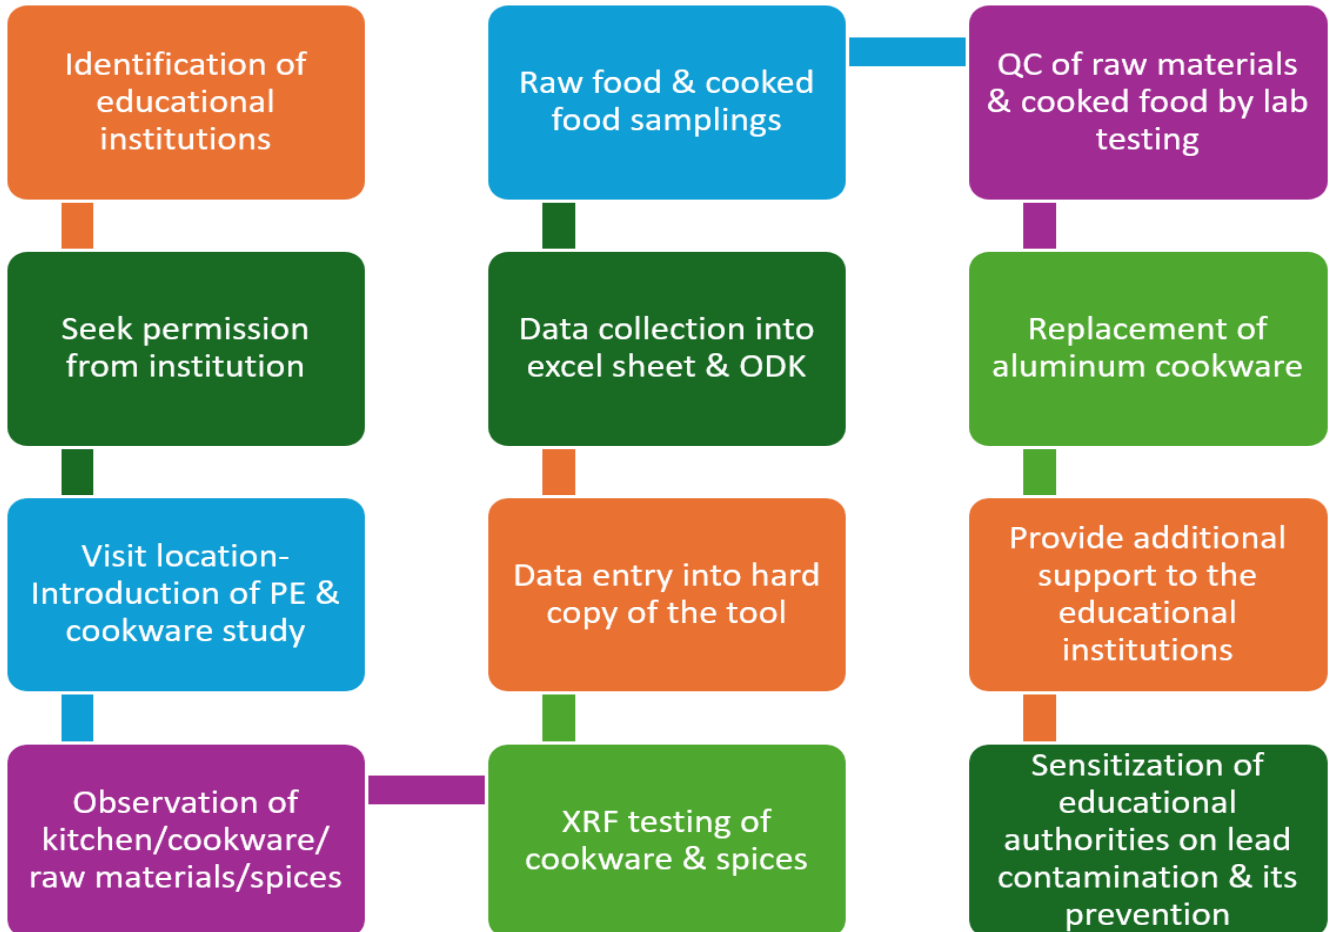 Identification of
educational
institutions
Seek permission
from institution
Visit location-
Introduction of PE &
cookware study
Observation of
kitchen/cookware/
raw materials/spices
XRF testing of
cookware & spices
Data entry into hard
copy of the tool
Data collection into
excel sheet & ODK
Raw food & cooked
food samplings
QC of raw materials
& cooked food by lab
testing
Replacement of
aluminum cookware
Provide additional
support to the
educational
institutions
Sensitization of
educational
authorities on lead
contamination & its
prevention